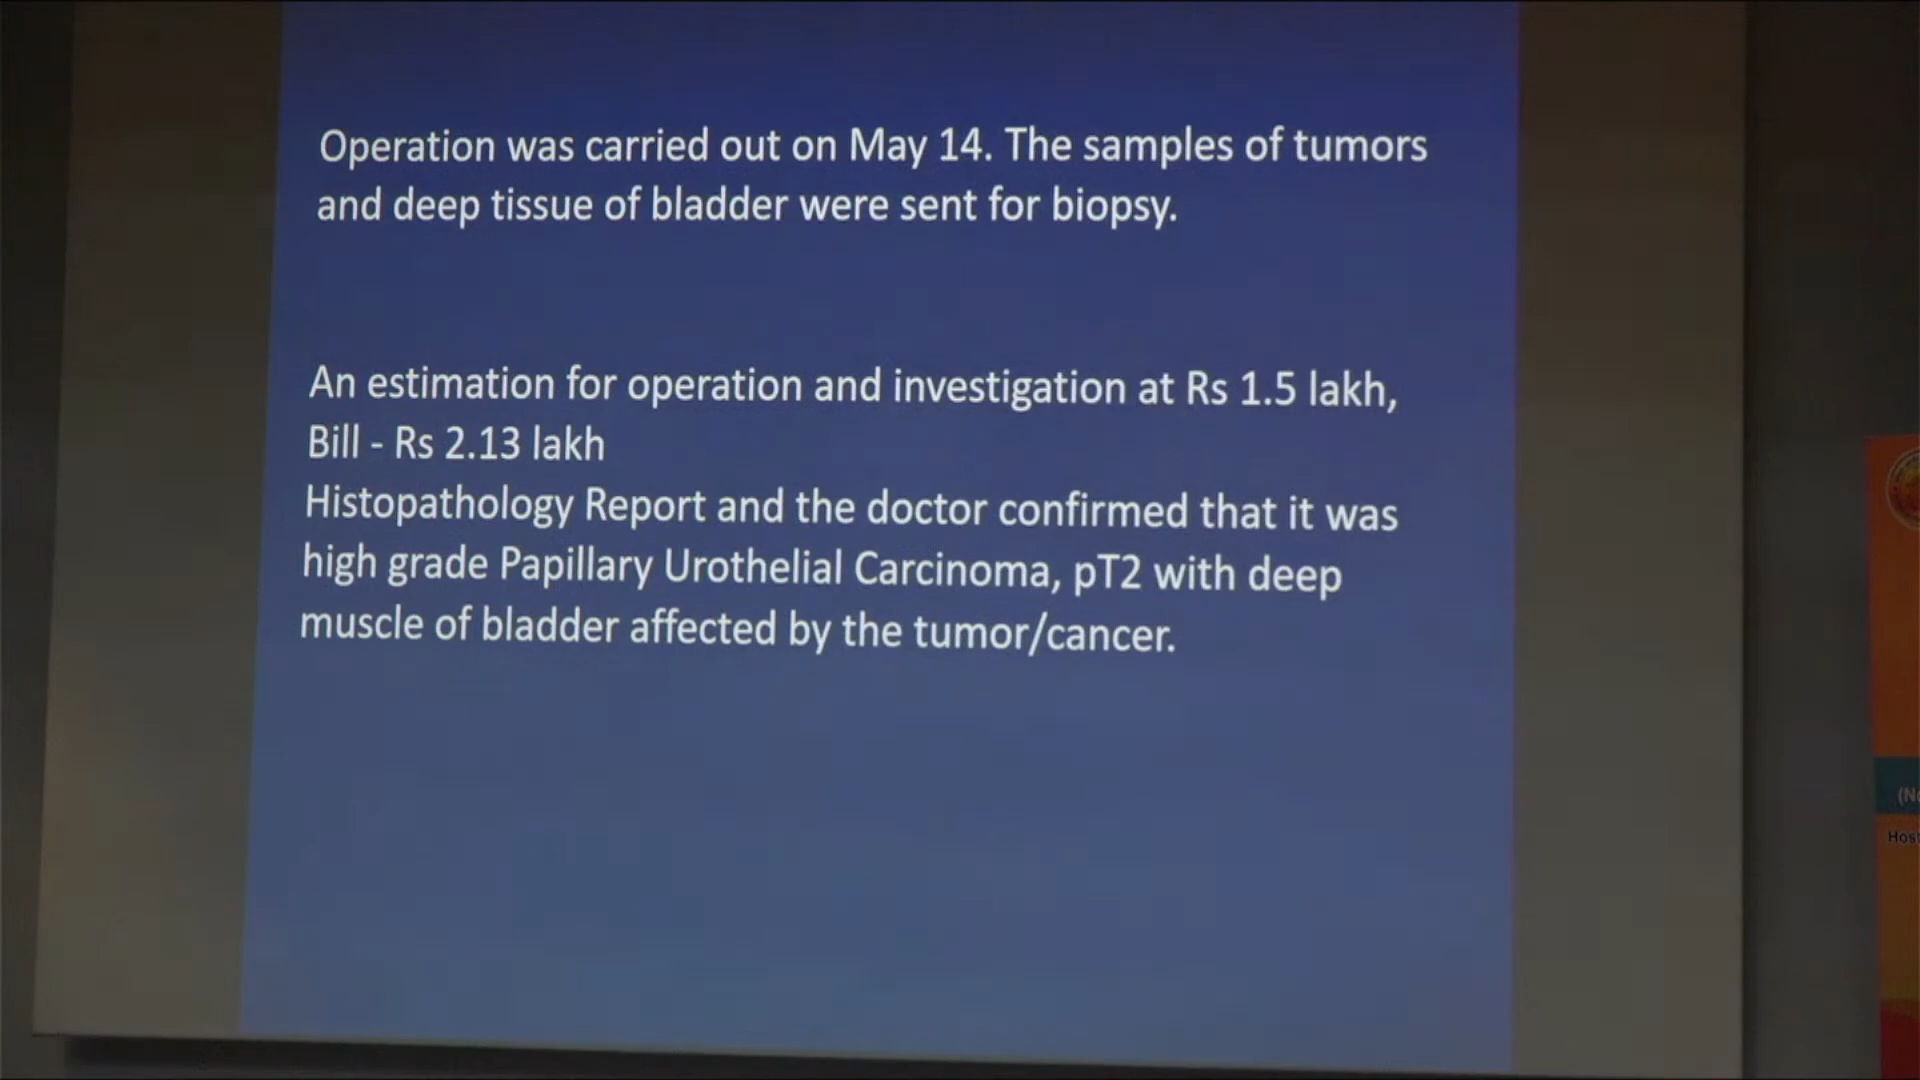 Operation was carried out on May 14. The samples of tumors
and deep tissue of bladder were sent for biopsy.
An estimation for operation and investigation at Rs 1.5 lakh,
Bill - Rs 2.13 lakh
Histopathology Report and the doctor confirmed that it was
high grade Papillary Urothelial Carcinoma, pT2 with deep
muscle of bladder affected by the tumor/cancer.